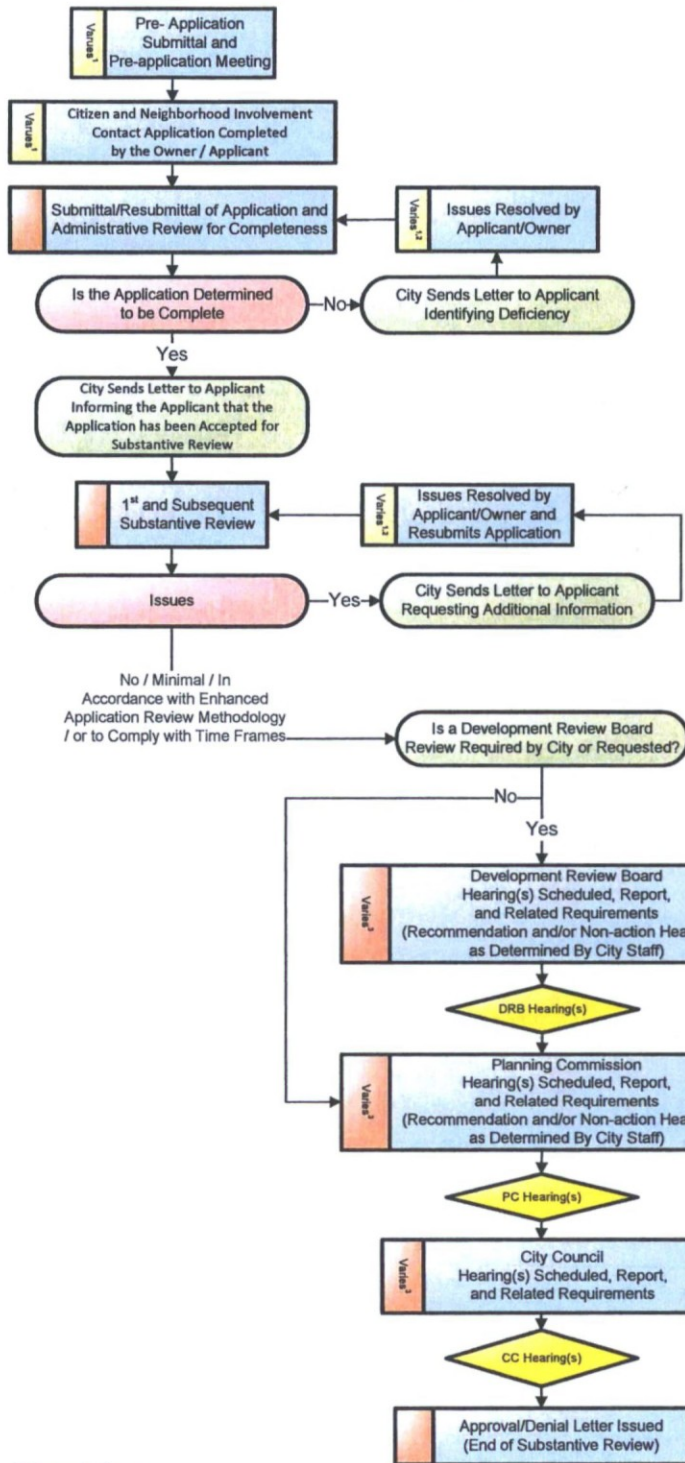 Varues¹
Pre- Application
Submittal and
Pre-application Meeting
Varues¹
Citizen and Neighborhood Involvement
Contact Application Completed
by the Owner / Applicant
Submittal/Resubmittal of Application and
Administrative Review for Completeness
Varies¹·²
Issues Resolved by
Applicant/Owner
Is the Application Determined
to be Complete
No
City Sends Letter to Applicant
Identifying Deficiency
Yes
City Sends Letter to Applicant
Informing the Applicant that the
Application has been Accepted for
Substantive Review
1st and Subsequent
Substantive Review
Varies¹·²
Issues Resolved by
Applicant/Owner and
Resubmits Application
Issues
Yes
City Sends Letter to Applicant
Requesting Additional Information
No / Minimal / In
Accordance with Enhanced
Application Review Methodology
/ or to Comply with Time Frames
Is a Development Review Board
Review Required by City or Requested?
No
Yes
Varies³
Development Review Board
Hearing(s) Scheduled, Report,
and Related Requirements
(Recommendation and/or Non-action Hea
as Determined By City Staff)
DRB Hearing(s)
Varies³
Planning Commission
Hearing(s) Scheduled, Report,
and Related Requirements
(Recommendation and/or Non-action Hea
as Determined By City Staff)
PC Hearing(s)
Varies³
City Council
Hearing(s) Scheduled, Report,
and Related Requirements
CC Hearing(s)
Approval/Denial Letter Issued
(End of Substantive Review)